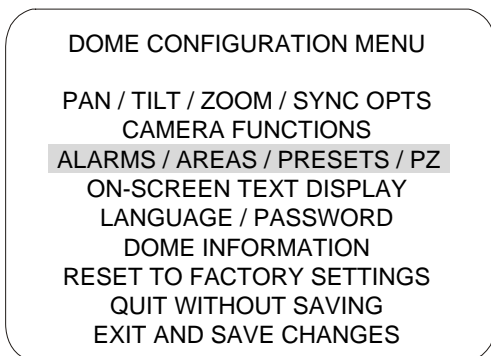 DOME CONFIGURATION MENU
PAN / TILT / ZOOM / SYNC OPTS
CAMERA FUNCTIONS
ALARMS / AREAS / PRESETS / PZ
ON-SCREEN TEXT DISPLAY
LANGUAGE / PASSWORD
DOME INFORMATION
RESET TO FACTORY SETTINGS
QUIT WITHOUT SAVING
EXIT AND SAVE CHANGES